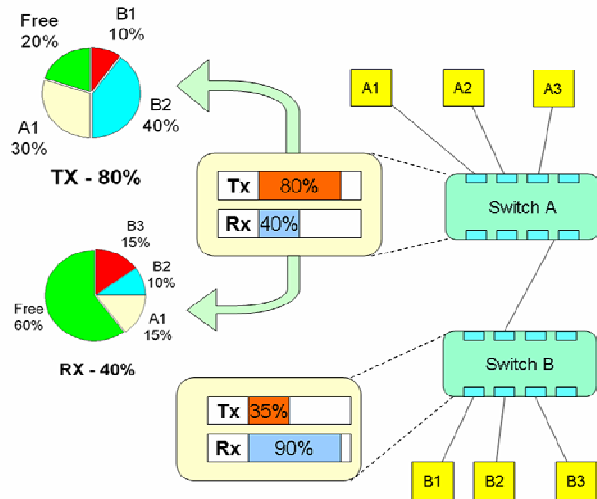 Free
20%
B1
10%
B2
40%
A1
30%
TX - 80%
Tx 80%
Rx 40%
A1
A2
A3
Switch A
B3
15%
B2
10%
A1
15%
Free
60%
RX - 40%
Tx 35%
Rx 90%
Switch B
B1
B2
B3